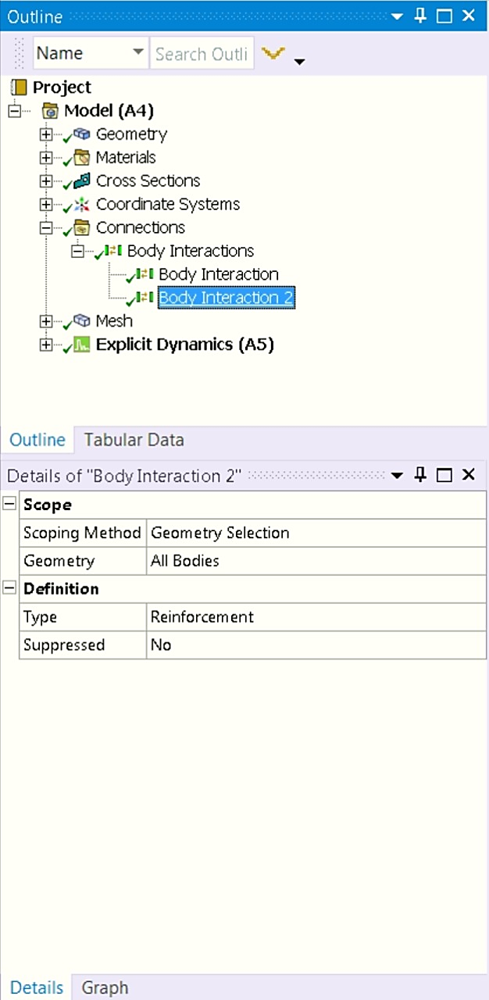 Outline
Name Search Outli
Project
Model (A4)
Geometry
Materials
Cross Sections
Coordinate Systems
Connections
Body Interactions
Body Interaction
Body Interaction 2
Mesh
Explicit Dynamics (A5)
Outline Tabular Data
Details of "Body Interaction 2"
Scope
Scoping Method Geometry Selection
Geometry All Bodies
Definition
Type Reinforcement
Suppressed No
Details Graph